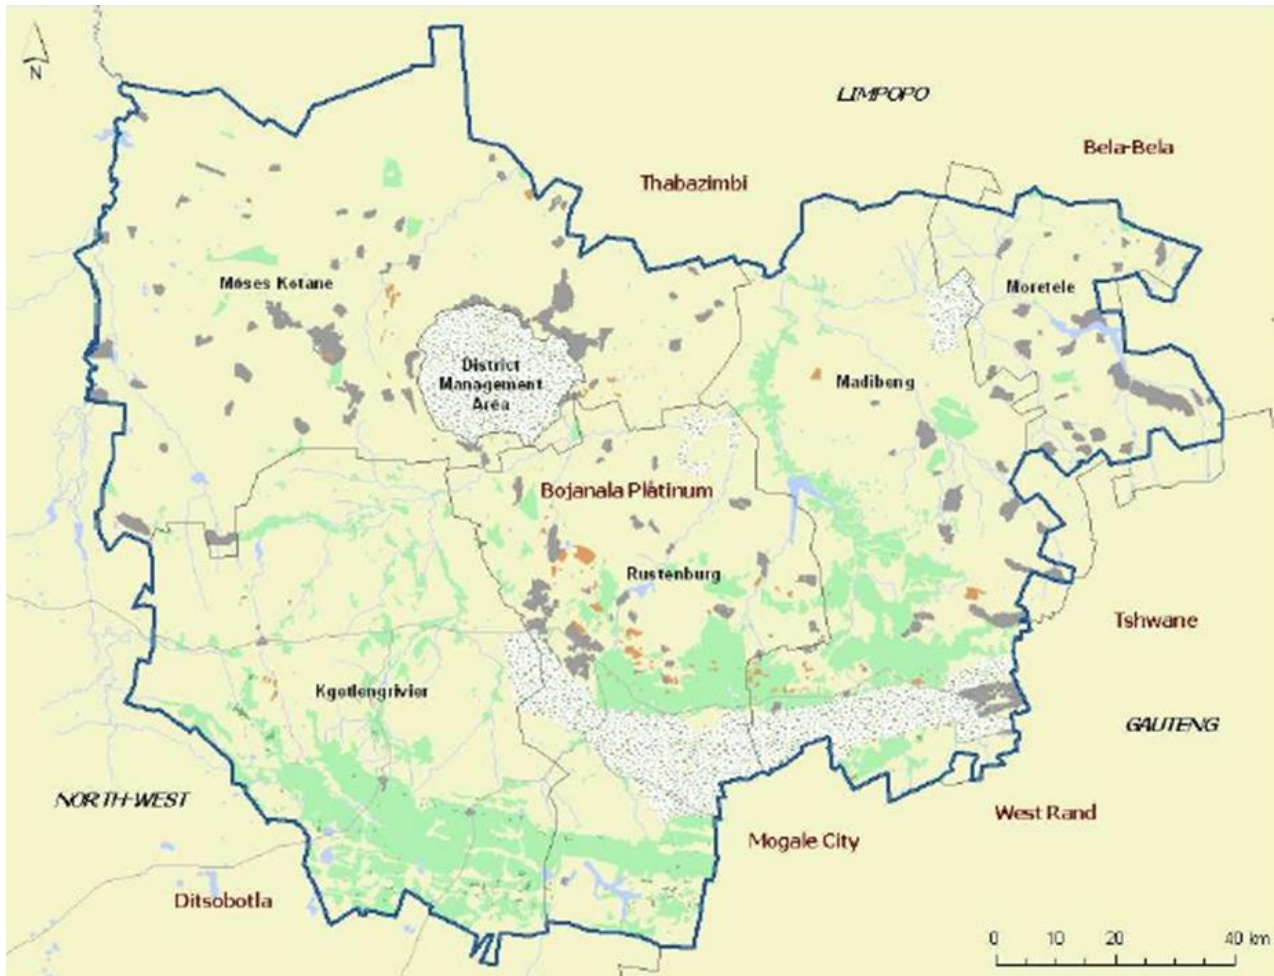 N
LIMPOPO
Bela-Bela
Thabazimbi
Moses Kotane
Moretele
District
Management
Area
Madibeng
Bojanala Platinum
Rustenburg
Tshwane
Kgetlengrivier
GAUTENG
NORTH-WEST
West Rand
Mogale City
Ditsobotla
0 10 20 40 km